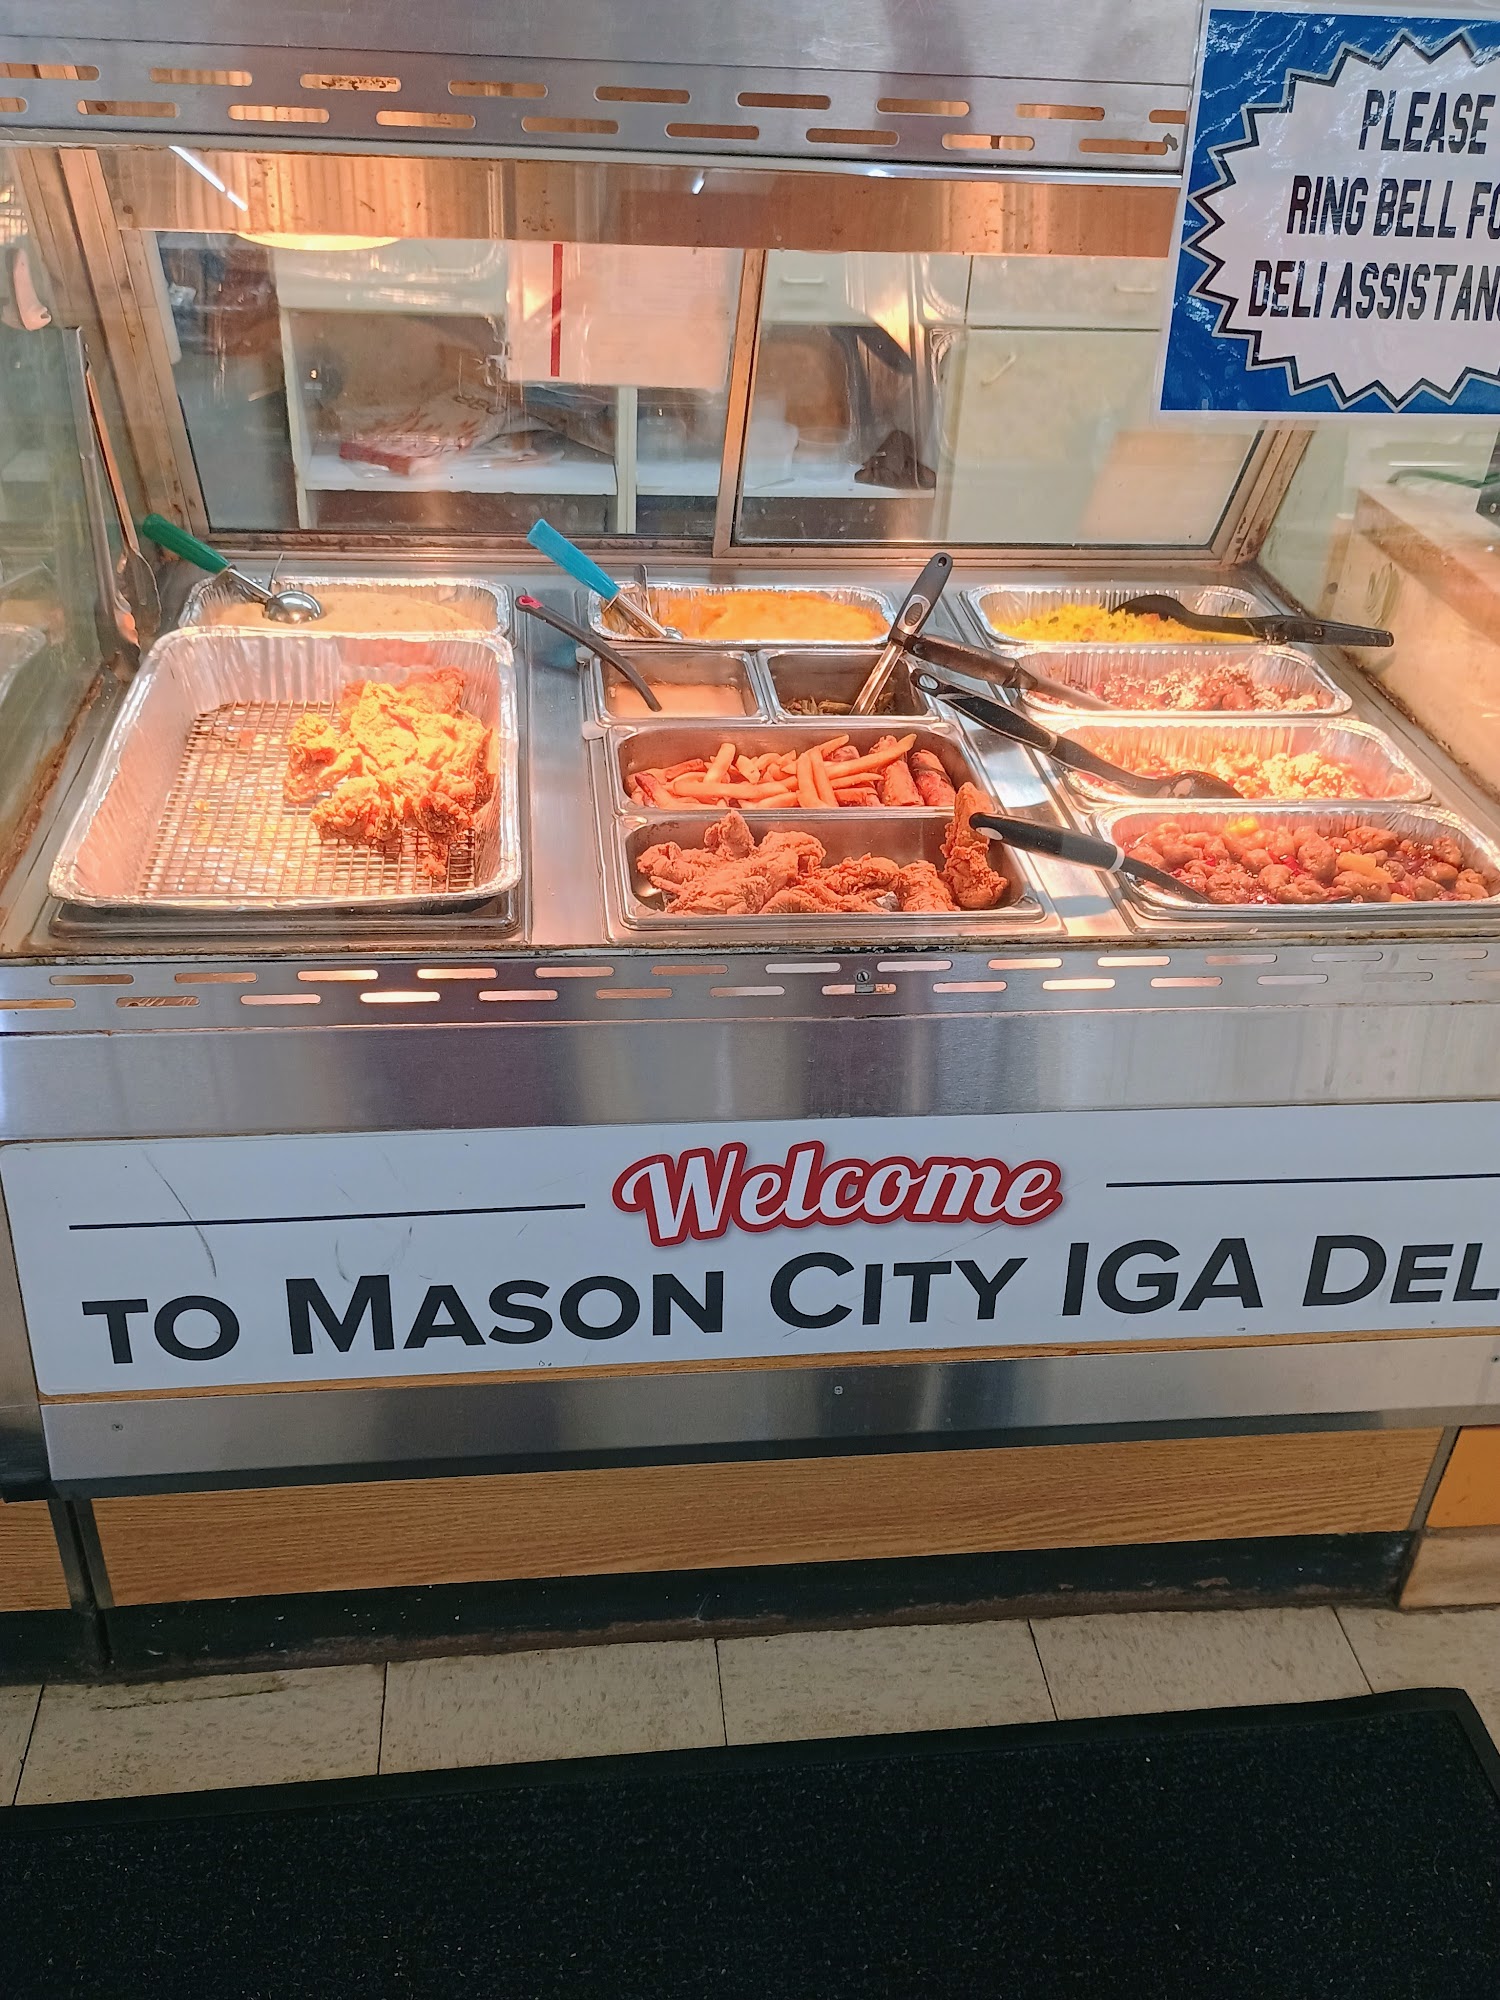 PLEASE
RING BELL FO
DELI ASSISTAN
Welcome
TO MASON CITY IGA DEL